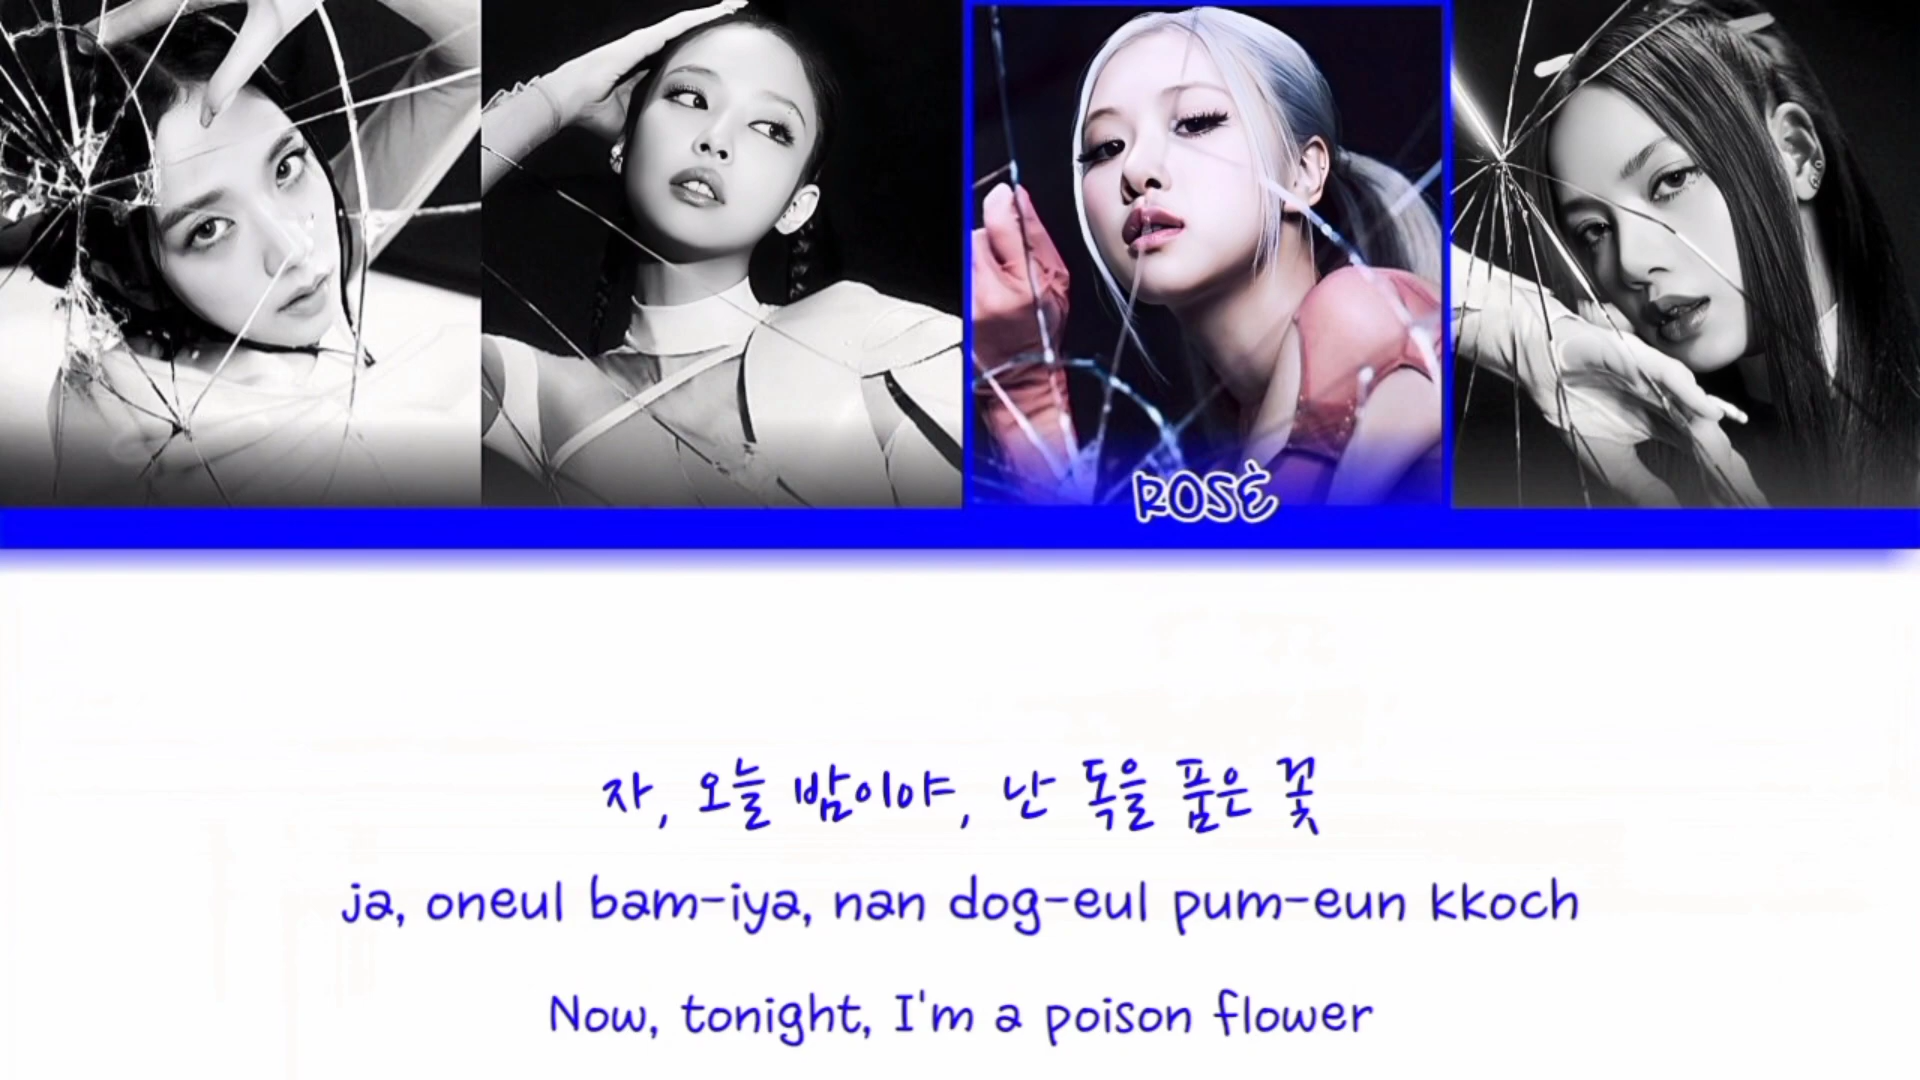 ROSÈ
자, 오늘 밤이야, 난 독을 품은 꽃
ja, oneul bam-iya, nan dog-eul pum-eun kkoch
Now, tonight, I'm a poison flower